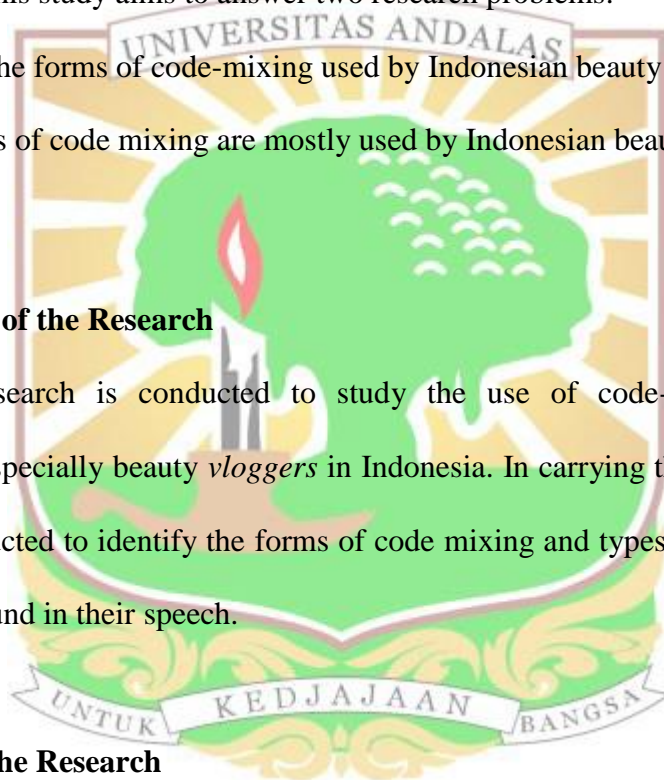 his study aims to answer two research problems:
UNIVERSITAS ANDALAS
he forms of code-mixing used by Indonesian beauty
s of code mixing are mostly used by Indonesian beau
of the Research
search is conducted to study the use of code-
specially beauty vloggers in Indonesia. In carrying th
cted to identify the forms of code mixing and types
und in their speech.
UNTUK KEDJAJAAN BANGSA
he Research